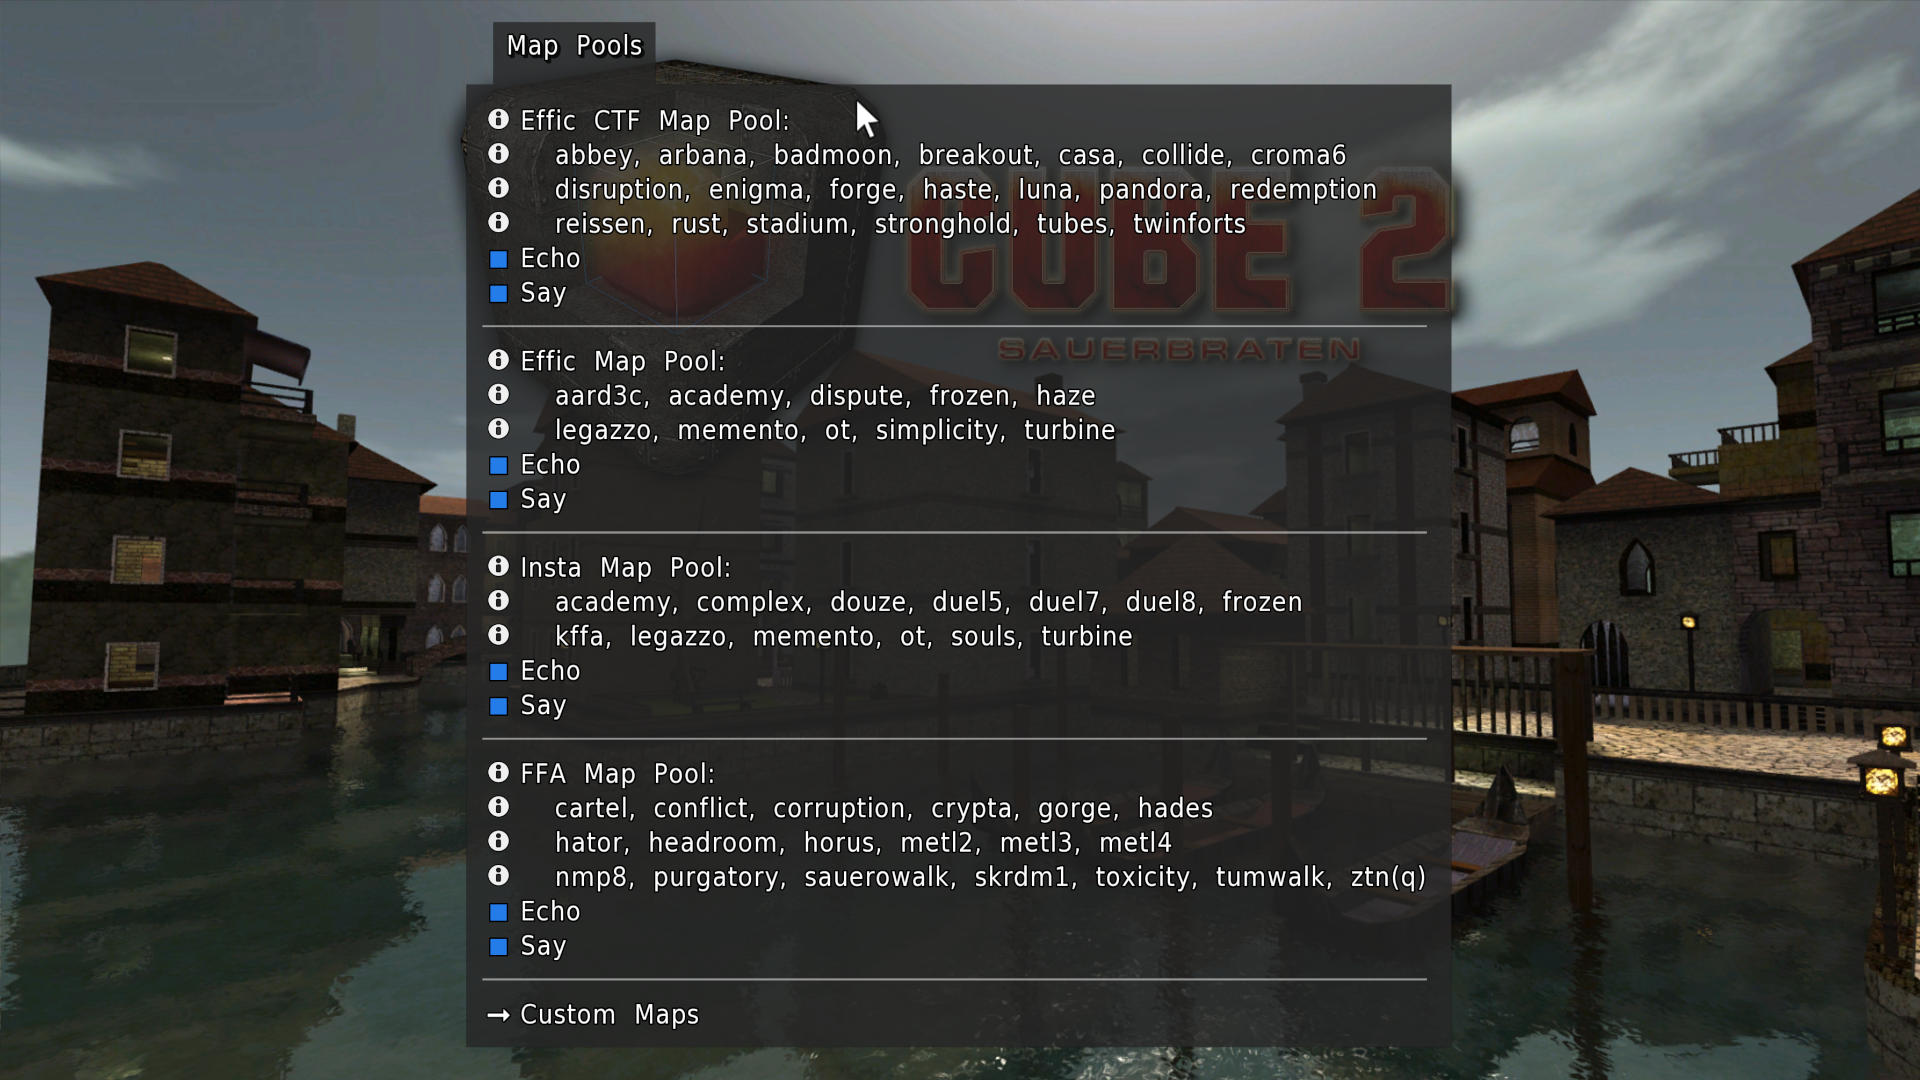 Map Pools
Effic CTF Map Pool:
abbey, arbana, badmoon, breakout, casa, collide, croma6
disruption, enigma, forge, haste, luna, pandora, redemption
reissen, rust, stadium, stronghold, tubes, twinforts
CUBE 2
Echo
Say
SAUERBRATEN
Effic Map Pool:
aard3c, academy, dispute, frozen, haze
legazzo, memento, ot, simplicity, turbine
Echo
Say
Insta Map Pool:
academy, complex, douze, duel5, duel7, duel8, frozen
kffa, legazzo, memento, ot, souls, turbine
Echo
Say
FFA Map Pool:
cartel, conflict, corruption, crypta, gorge, hades
hator, headroom, horus, metl2, metl3, metl4
nmp8, purgatory, sauerowalk, skrdm1, toxicity, tumwalk, ztn(q)
Echo
Say
Custom Maps